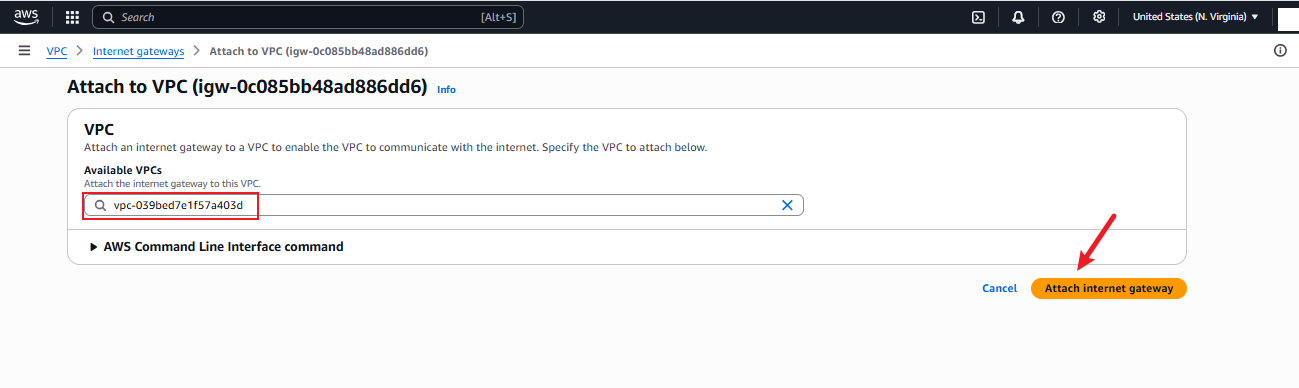 aws
Search [Alt+S] United States (N. Virginia)
VPC > Internet gateways > Attach to VPC (igw-0c085bb48ad886dd6)
Attach to VPC (igw-0c085bb48ad886dd6) Info
VPC
Attach an internet gateway to a VPC to enable the VPC to communicate with the internet. Specify the VPC to attach below.
Available VPCs
Attach the internet gateway to this VPC.
vpc-039bed7e1f57a403d
AWS Command Line Interface command
Cancel Attach internet gateway